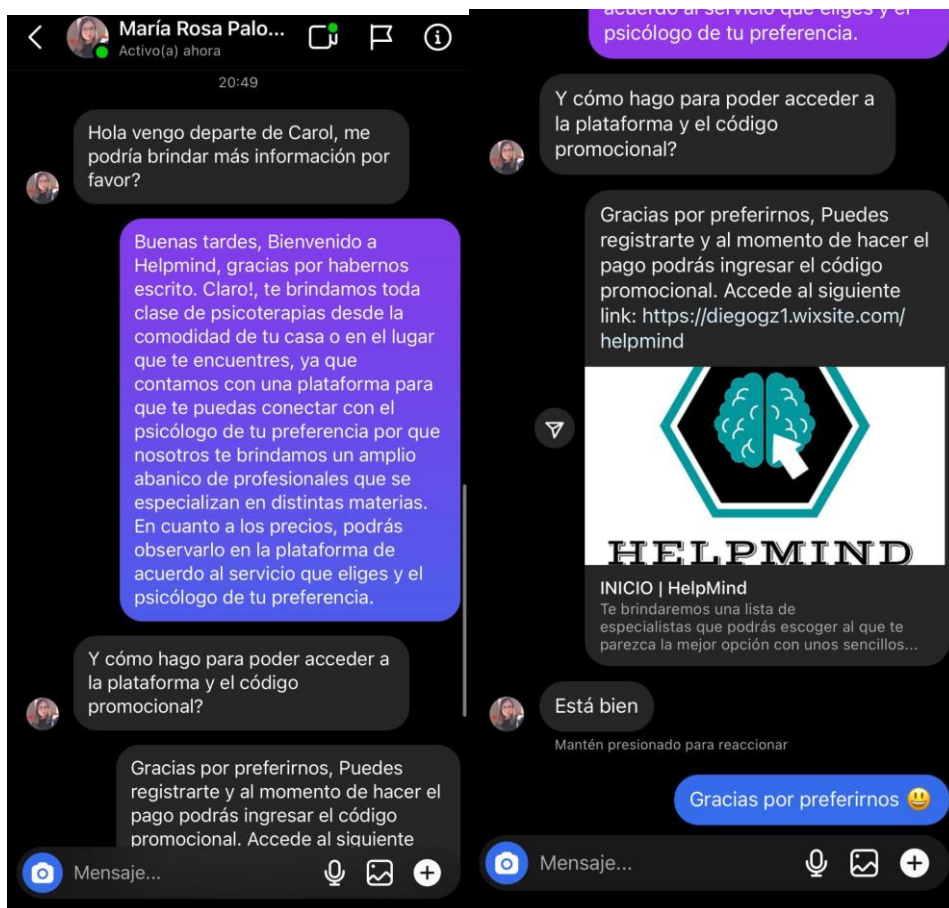 María Rosa Palo...
Activo(a) ahora
20:49
Hola vengo departe de Carol, me
podría brindar más información por
favor?
Buenas tardes, Bienvenido a
Helpmind, gracias por habernos
escrito. Claro!, te brindamos toda
clase de psicoterapias desde la
comodidad de tu casa o en el lugar
que te encuentres, ya que
contamos con una plataforma para
que te puedas conectar con el
psicólogo de tu preferencia por que
nosotros te brindamos un amplio
abanico de profesionales que se
especializan en distintas materias.
En cuanto a los precios, podrás
observarlo en la plataforma de
acuerdo al servicio que eliges y el
psicólogo de tu preferencia.
Y cómo hago para poder acceder a
la plataforma y el código
promocional?
Gracias por preferirnos, Puedes
registrarte y al momento de hacer el
pago podrás ingresar el código
promocional. Accede al siguiente
Mensaje...
acuerdo al servicio que eliges y el
psicólogo de tu preferencia.
Y cómo hago para poder acceder a
la plataforma y el código
promocional?
Gracias por preferirnos, Puedes
registrarte y al momento de hacer el
pago podrás ingresar el código
promocional. Accede al siguiente
link: https://diegogz1.wixsite.com/
helpmind
HELPMIND
INICIO | HelpMind
Te brindaremos una lista de
especialistas que podrás escoger al que te
parezca la mejor opción con unos sencillos...
Está bien
Mantén presionado para reaccionar
Gracias por preferirnos 😃
Mensaje...